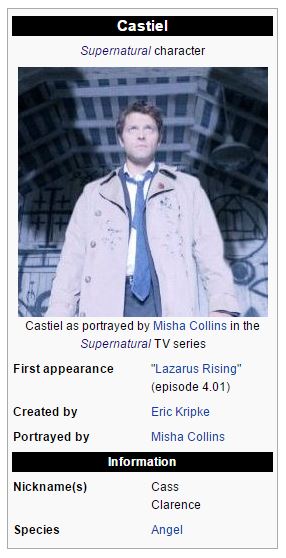 Castiel
Supernatural character
Castiel as portrayed by Misha Collins in the
Supernatural TV series
First appearance "Lazarus Rising"
(episode 4.01)
Created by Eric Kripke
Portrayed by Misha Collins
Information
Nickname(s) Cass
Clarence
Species Angel